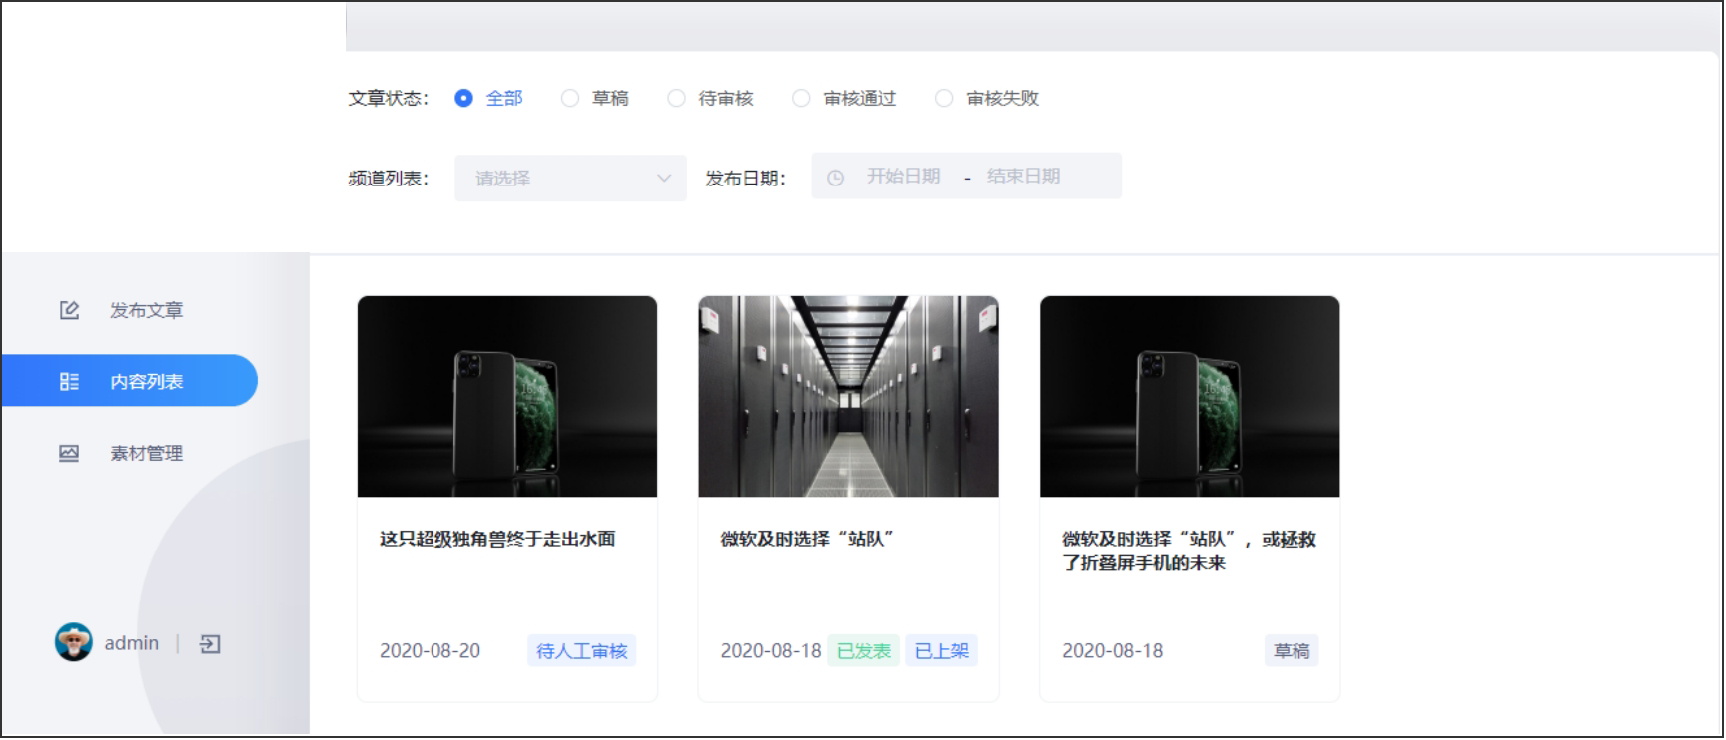 文章状态： 全部 草稿 待审核 审核通过 审核失败
频道列表： 请选择 发布日期： 开始日期 - 结束日期
发布文章
内容列表
素材管理
admin
这只超级独角兽终于走出水面
2020-08-20 待人工审核
微软及时选择“站队”
2020-08-18 已发表 已上架
微软及时选择“站队”，或拯救
了折叠屏手机的未来
2020-08-18 草稿